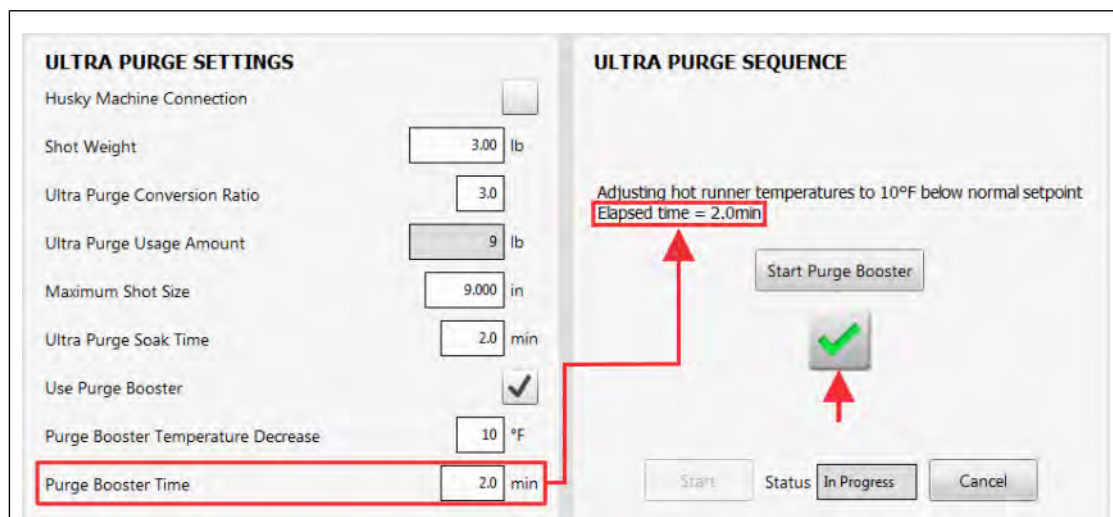 ULTRA PURGE SETTINGS
Husky Machine Connection
Shot Weight 3.00 lb
Ultra Purge Conversion Ratio 3.0
Ultra Purge Usage Amount 9 lb
Maximum Shot Size 9.000 in
Ultra Purge Soak Time 2.0 min
Use Purge Booster
Purge Booster Temperature Decrease 10 °F
Purge Booster Time 2.0 min
ULTRA PURGE SEQUENCE
Adjusting hot runner temperatures to 10°F below normal setpoint
Elapsed time = 2.0min
Start Purge Booster
Start Status In Progress Cancel